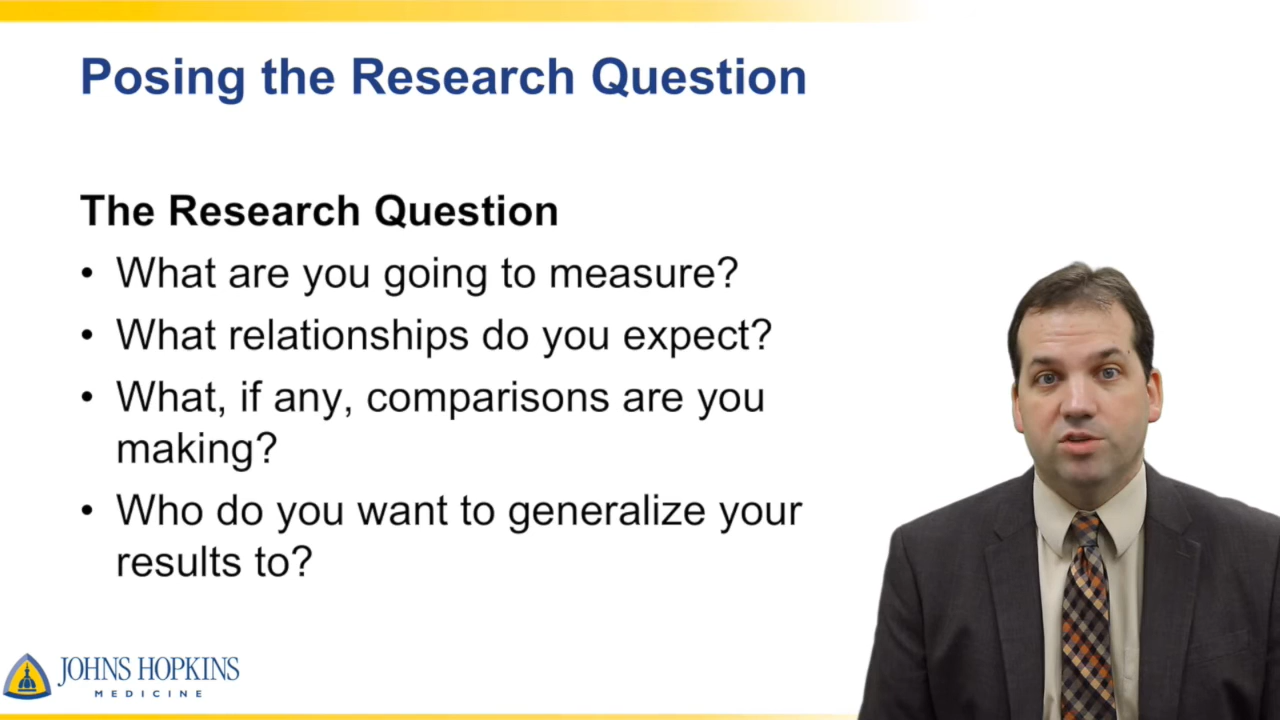 Posing the Research Question
The Research Question
• What are you going to measure?
• What relationships do you expect?
• What, if any, comparisons are you
making?
• Who do you want to generalize your
results to?
JOHNS HOPKINS
MEDICINE